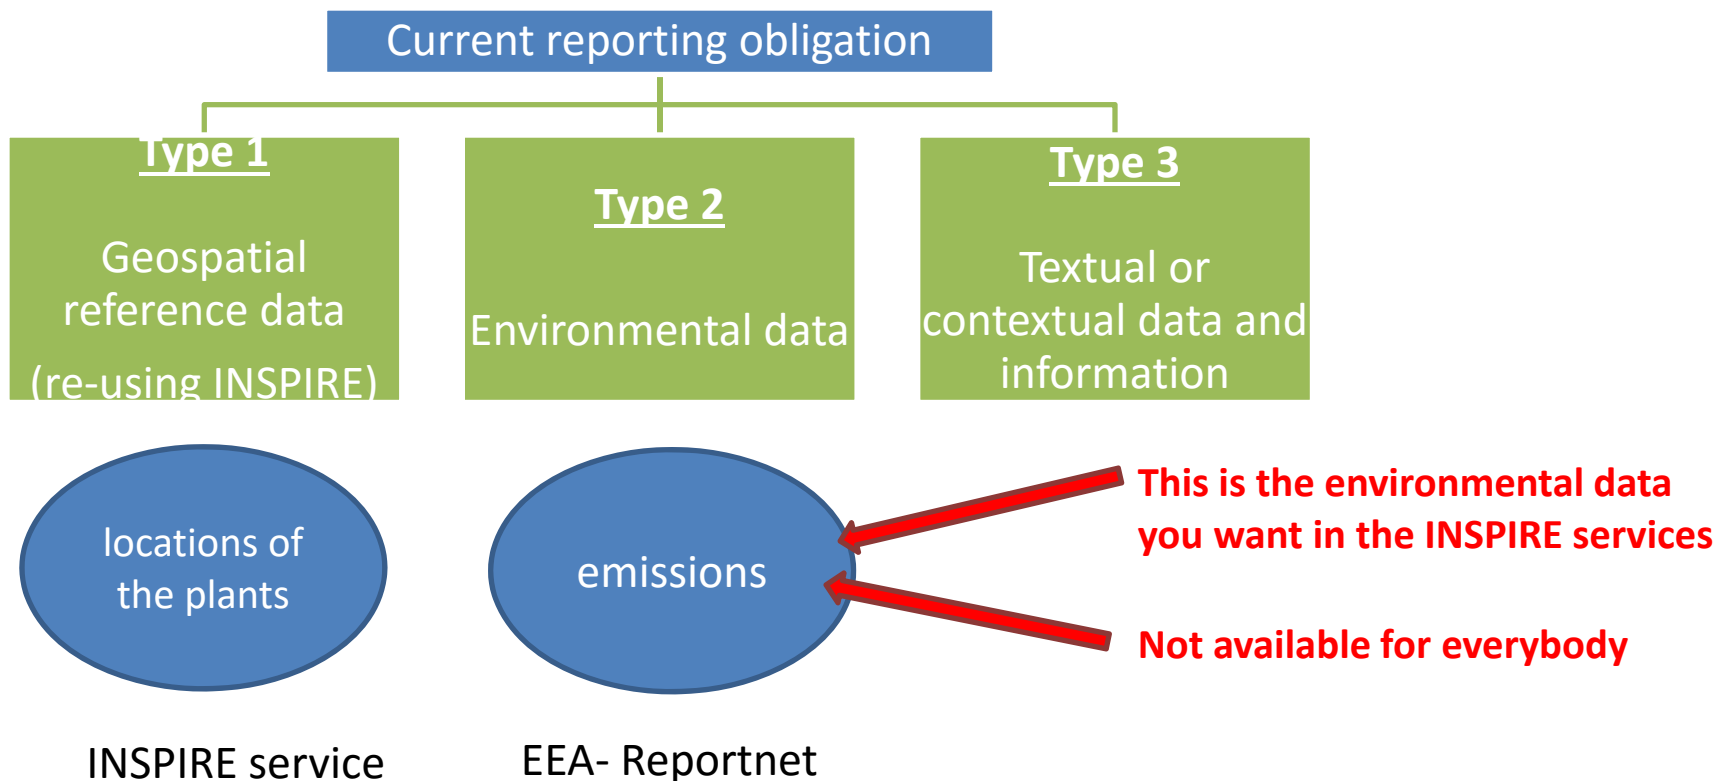 Current reporting obligation
Type 1
Geospatial
reference data
(re-using INSPIRE)
Type 2
Environmental data
Type 3
Textual or
contextual data and
information
locations of
the plants
emissions
This is the environmental data
you want in the INSPIRE services
Not available for everybody
INSPIRE service
EEA- Reportnet